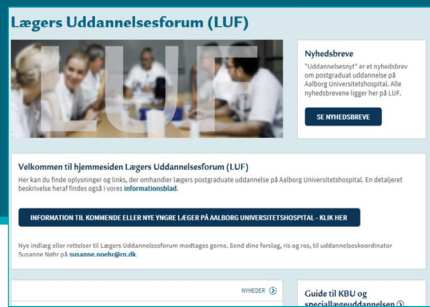 Lægers Uddannelsesforum (LUF)
LUF
Nyhedsbreve
"Uddannelsesnyt" er et nyhedsbrev
om postgraduat uddannelse på
Aalborg Universitetshospital. Alle
nyhedsbrevene ligger her på LUF.
SE NYHEDSBREVE
Velkommen til hjemmesiden Lægers Uddannelsesforum (LUF)
Her kan du finde oplysninger og links, der omhandler lægers postgraduate uddannelse på Aalborg Universitetshospital. En detaljeret
beskrivelse heraf findes også i vores informationsblad.
INFORMATION TIL KOMMENDE ELLER NYE YNGRE LÆGER PÅ AALBORG UNIVERSITETSHOSPITAL - KLIK HER
Nye indlæg eller rettelser til Lægers Uddannelsesforum modtages gerne. Send dine forslag, ris og ros, til uddannelseskoordinator
Susanne Nøhr på susanne.noehr@rn.dk.
NYHEDER
Guide til KBU og
speciallægeuddannelsen